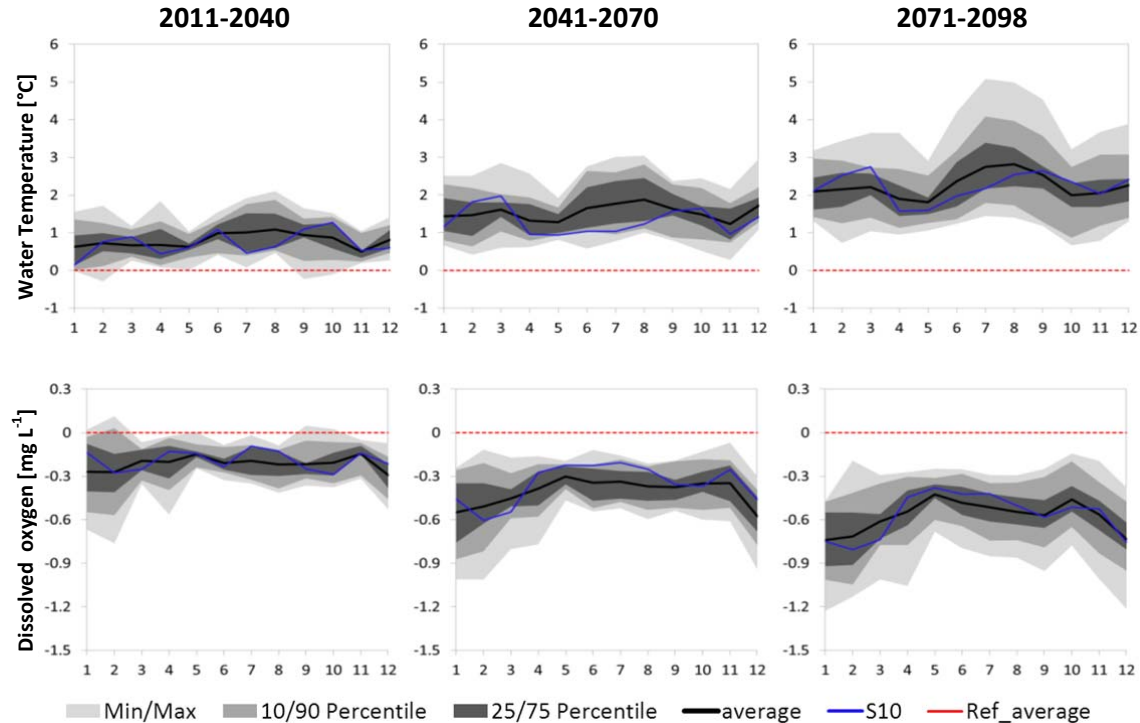 2011-2040 2041-2070 2071-2098
Water Temperature [°C]
6 6 6
5 5 5
4 4 4
3 3 3
2 2 2
1 1 1
0 0 0
-1 -1 -1
1 2 3 4 5 6 7 8 9 10 11 12 1 2 3 4 5 6 7 8 9 10 11 12 1 2 3 4 5 6 7 8 9 10 11 12
Dissolved oxygen [mg L-1]
0.3 0.3 0.3
0 0 0
-0.3 -0.3 -0.3
-0.6 -0.6 -0.6
-0.9 -0.9 -0.9
-1.2 -1.2 -1.2
-1.5 -1.5 -1.5
1 2 3 4 5 6 7 8 9 10 11 12 1 2 3 4 5 6 7 8 9 10 11 12 1 2 3 4 5 6 7 8 9 10 11 12
Min/Max 10/90 Percentile 25/75 Percentile average S10 Ref_average